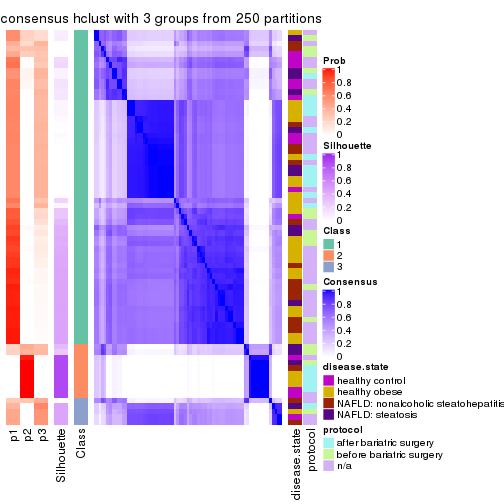 consensus hclust with 3 groups from 250 partitions
Prob
1
0.8
0.6
0.4
0.2
0
Silhouette
1
0.8
0.6
0.4
0.2
0
Class
1
2
3
Consensus
1
0.8
0.6
0.4
0.2
0
disease.state
healthy control
healthy obese
NAFLD: nonalcoholic steatohepatitis
NAFLD: steatosis
protocol
after bariatric surgery
before bariatric surgery
n/a
p1
p2
p3
Silhouette
Class
disease.state
protocol